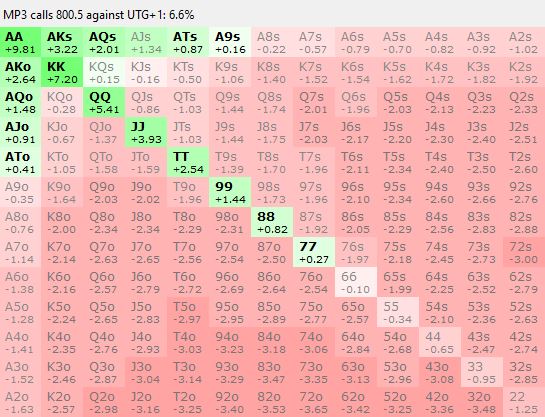 MP3 calls 800.5 against UTG+1: 6.6%
AA AKs AQs AJs ATs A9s A8s A7s A6s A5s A4s A3s A2s
+9.81 +3.22 +2.01 +1.34 +0.87 +0.16 -0.22 -0.57 -0.79 -0.70 -0.82 -0.92 -1.02
AKo KK KQs KJs KTs K9s K8s K7s K6s K5s K4s K3s K2s
+2.64 +7.20 +0.15 -0.16 -0.50 -1.06 -1.40 -1.52 -1.54 -1.62 -1.72 -1.82 -1.92
AQo KQo QQ QJs QTs Q9s Q8s Q7s Q6s Q5s Q4s Q3s Q2s
+1.48 -0.28 +5.41 -0.86 -1.03 -1.44 -1.74 -2.01 -1.96 -2.03 -2.13 -2.23 -2.33
AJo KJo QJo JJ JTs J9s J8s J7s J6s J5s J4s J3s J2s
+0.91 -0.67 -1.37 +3.93 -1.03 -1.44 -1.75 -2.03 -2.17 -2.20 -2.30 -2.40 -2.51
ATo KTo QTo JTo TT T9s T8s T7s T6s T5s T4s T3s T2s
+0.41 -1.05 -1.58 -1.59 +2.54 -1.39 -1.70 -1.96 -2.11 -2.34 -2.40 -2.50 -2.60
A9o K9o Q9o J9o T9o 99 98s 97s 96s 95s 94s 93s 92s
-0.35 -1.64 -2.03 -2.02 -1.96 +1.44 -1.73 -1.96 -2.10 -2.34 -2.60 -2.66 -2.76
A8o K8o Q8o J8o T8o 98o 88 87s 86s 85s 84s 83s 82s
-0.76 -2.00 -2.34 -2.34 -2.29 -2.31 +0.82 -1.92 -2.05 -2.29 -2.56 -2.83 -2.88
A7o K7o Q7o J7o T7o 97o 87o 77 76s 75s 74s 73s 72s
-1.14 -2.14 -2.63 -2.65 -2.56 -2.54 -2.50 +0.27 -1.97 -2.18 -2.45 -2.73 -3.00
A6o K6o Q6o J6o T6o 96o 86o 76o 66 65s 64s 63s 62s
-1.38 -2.16 -2.57 -2.79 -2.72 -2.69 -2.64 -2.54 -0.10 -1.99 -2.25 -2.52 -2.79
A5o K5o Q5o J5o T5o 95o 85o 75o 65o 55 54s 53s 52s
-1.28 -2.24 -2.65 -2.83 -2.97 -2.95 -2.89 -2.77 -2.57 -0.34 -2.10 -2.36 -2.63
A4o K4o Q4o J4o T4o 94o 84o 74o 64o 54o 44 43s 42s
-1.41 -2.35 -2.76 -2.93 -3.03 -3.23 -3.18 -3.06 -2.84 -2.68 -0.65 -2.47 -2.74
A3o K3o Q3o J3o T3o 93o 83o 73o 63o 53o 43o 33 32s
-1.52 -2.46 -2.87 -3.04 -3.14 -3.29 -3.47 -3.35 -3.13 -2.96 -3.08 -0.95 -2.85
A2o K2o Q2o J2o T2o 92o 82o 72o 62o 52o 42o 32o 22
-1.63 -2.57 -2.98 -3.16 -3.25 -3.40 -3.53 -3.65 -3.42 -3.25 -3.37 -3.48 -1.25